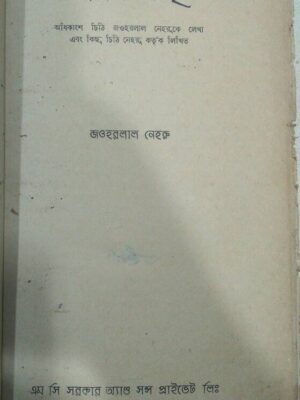 অধিকাংশ চিঠি জওহরলাল নেহরুকে লেখা
এবং কিছু চিঠি নেহরু কর্তৃক লিখিত
জওহরলাল নেহরু
এম সি সরকার অ্যাণ্ড সন্স প্রাইভেট লিঃ